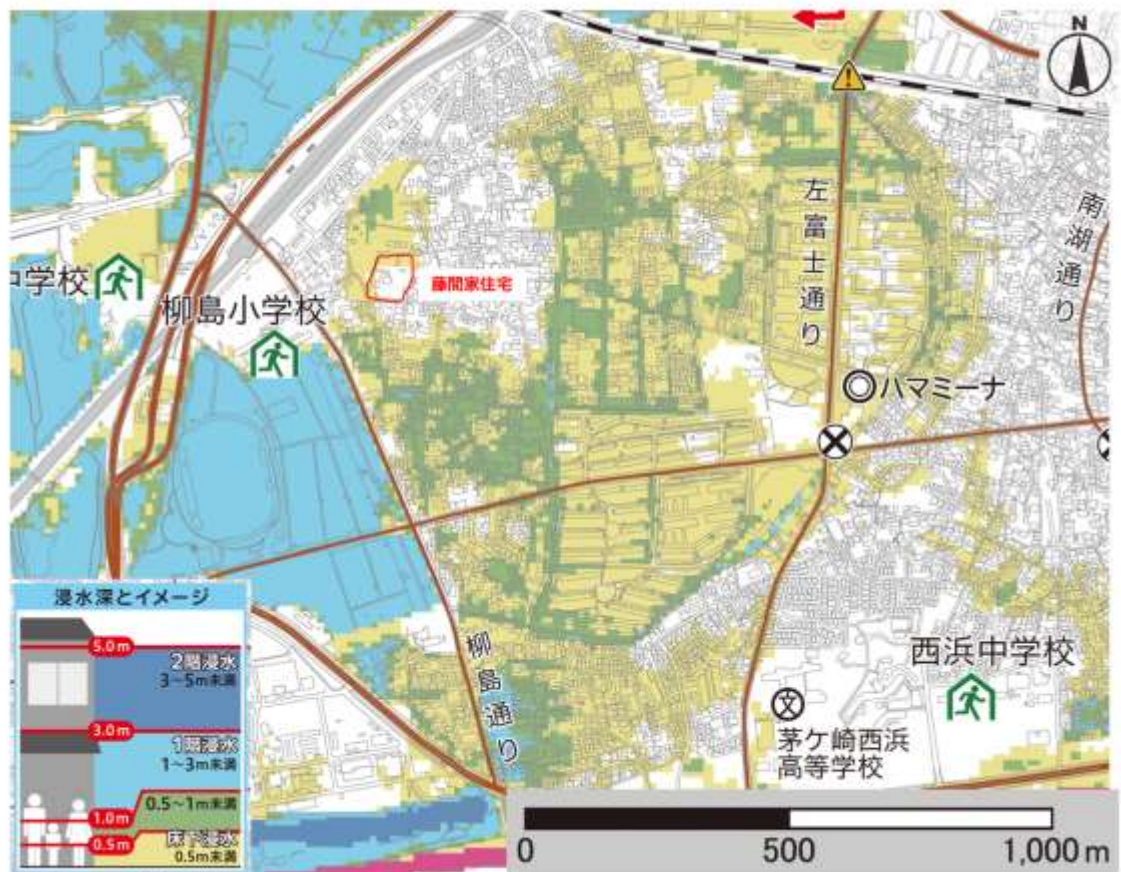 N
左富士通り
南湖通り
藤間家住宅
中学校
柳島小学校
ハマミーナ
浸水深とイメージ
5.0m
2階浸水
3~5m未満
3.0m
1階浸水
1~3m未満
0.5~1m未満
1.0m
床下浸水
0.5m
0.5m未満
柳島通り
西浜中学校
文
茅ケ崎西浜
高等学校
0 500 1,000m